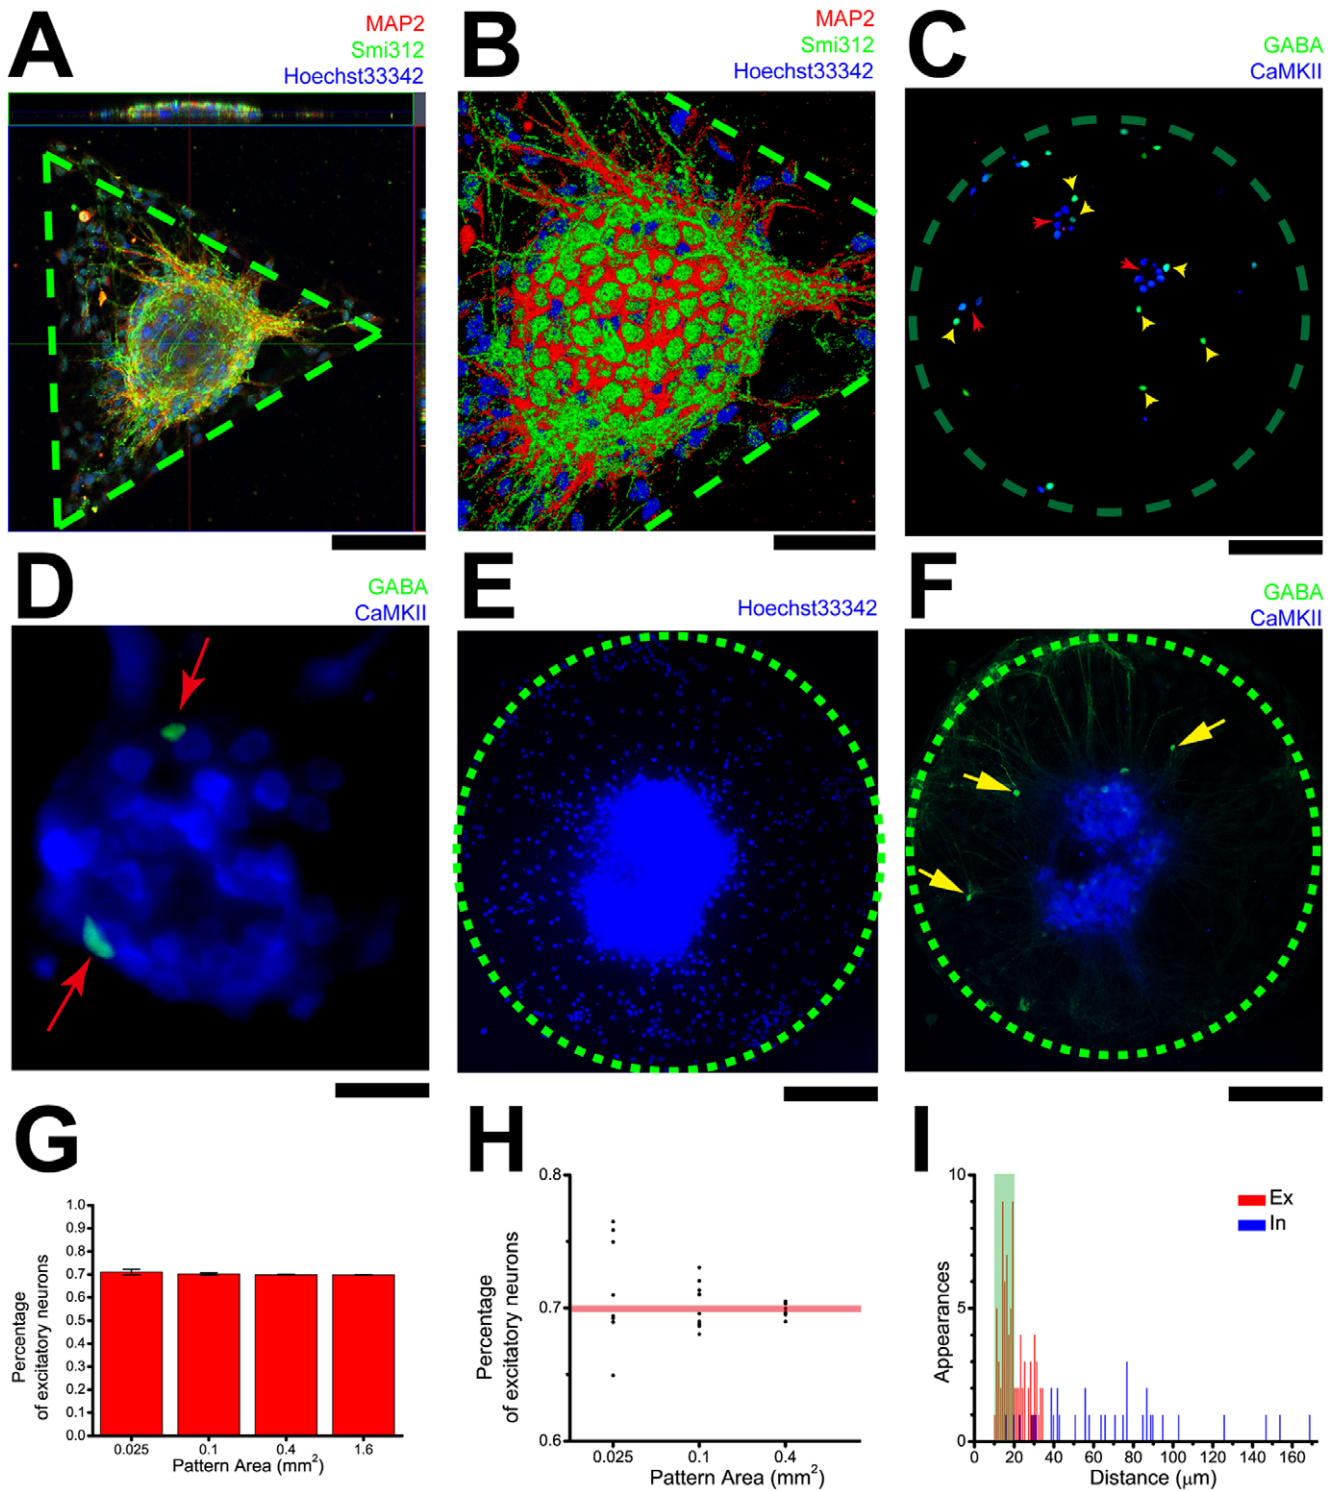 A
MAP2
Smi312
Hoechst33342
B
MAP2
Smi312
Hoechst33342
C
GABA
CaMKII
D
GABA
CaMKII
E
Hoechst33342
F
GABA
CaMKII
G
Percentage
of excitatory neurons
1.0
0.9
0.8
0.7
0.6
0.5
0.4
0.3
0.2
0.1
0.0
0.025 0.1 0.4 1.6
Pattern Area (mm²)
H
Percentage
of excitatory neurons
0.8
0.7
0.6
0.025 0.1 0.4
Pattern Area (mm²)
I
Appearances
10
5
0
Ex
In
0 20 40 60 80 100 120 140 160
Distance (μm)